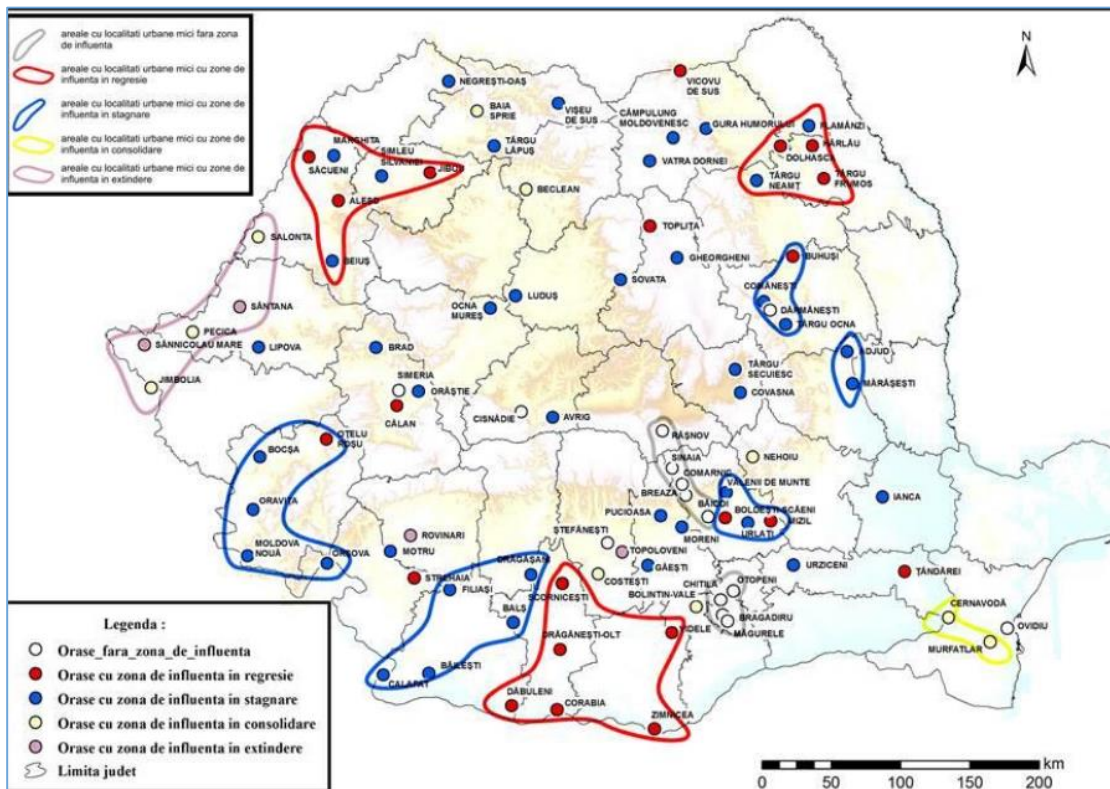 areale cu localitati urbane mici fara zona
de influenta
areale cu localitati urbane mici cu zone de
influenta in regresie
areale cu localitati urbane mici cu zone de
influenta in stagnare
areale cu localitati urbane mici cu zone de
influenta in consolidare
areale cu localitati urbane mici cu zone de
influenta in extindere
N
NEGREȘTI-OAȘ
VICOVU
DE SUS
BAIA
SPRIE
VIȘEU
DE SUS
CÂMPULUNG
MOLDOVENESC
GURA HUMORULUI
FLAMÂNZI
MARGHITA
SIMLEU
SILVANIEI
TÂRGU
LĂPUȘ
HÂRLĂU
DOLHASCA
SĂCUENI
JIBOU
VATRA DORNEI
TÂRGU
NEAMȚ
TÂRGU
FRUMOS
ALEȘD
BECLEAN
SALONTA
TOPLIȚA
BEIUȘ
GHEORGHENI
BUHUȘI
SOVATA
COMĂNEȘTI
DĂRMĂNEȘTI
SÂNTANA
OCNA
MUREȘ
LUDUȘ
TÂRGU OCNA
PECICA
SÂNNICOLAU MARE
LIPOVA
BRAD
ADJUD
JIMBOLIA
SIMERIA
ORĂȘTIE
TÂRGU
SECUIESC
COVASNA
MĂRĂȘEȘTI
CĂLAN
CISNĂDIE
AVRIG
OȚELU
ROȘU
BOCȘA
RÂȘNOV
SINAIA
COMARNIC
NEHOIU
VALENII DE MUNTE
BREAZA
BĂICOI
BOLDEȘTI-SCĂENI
MIZIL
URLAȚI
IANCA
ORAVIȚA
PUCIOASA
MORENI
MOLDOVA
NOUĂ
ORȘOVA
ROVINARI
MOTRU
ȘTEFĂNEȘTI
TOPOLOVENI
GĂEȘTI
URZICENI
STREHAIA
FILIAȘI
DRĂGĂȘANI
COSTEȘTI
SCORNICEȘTI
BOLINTIN-VALE
CHITILA
OTOPENI
BRAGADIRU
MĂGURELE
ȚĂNDĂREI
CERNAVODĂ
OVIDIU
MURFATLAR
BALȘ
DRĂGĂNEȘTI-OLT
VIDELE
CALAFAT
BĂILEȘTI
DĂBULENI
CORABIA
ZIMNICEA
Legenda :
Orase_fara_zona_de_influenta
Orase cu zona de influenta in regresie
Orase cu zona de influenta in stagnare
Orase cu zona de influenta in consolidare
Orase cu zona de influenta in extindere
Limita judet
km
0 50 100 150 200